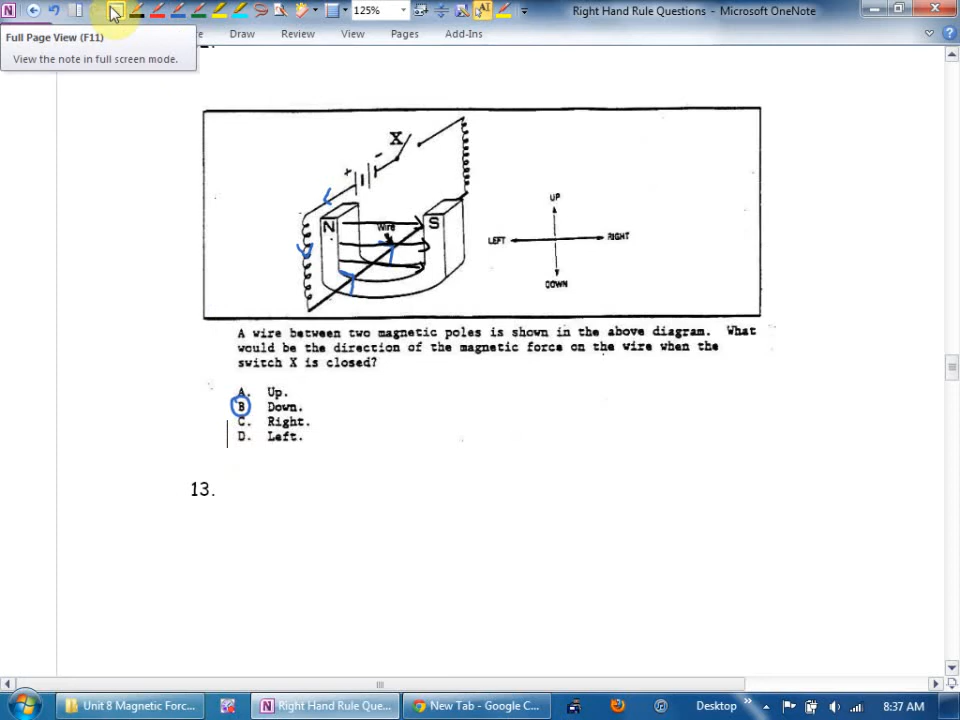 125%
Right Hand Rule Questions - Microsoft OneNote
Full Page View (F11)
View the note in full screen mode.
Draw Review View Pages Add-Ins
X
+ -
N S
Wire
UP
LEFT RIGHT
DOWN
A wire between two magnetic poles is shown in the above diagram. What
would be the direction of the magnetic force on the wire when the
switch X is closed?
A. Up.
B Down.
C. Right.
D. Left.
13.
Unit 8 Magnetic Forc...
Right Hand Rule Que...
New Tab - Google C...
Desktop
8:37 AM